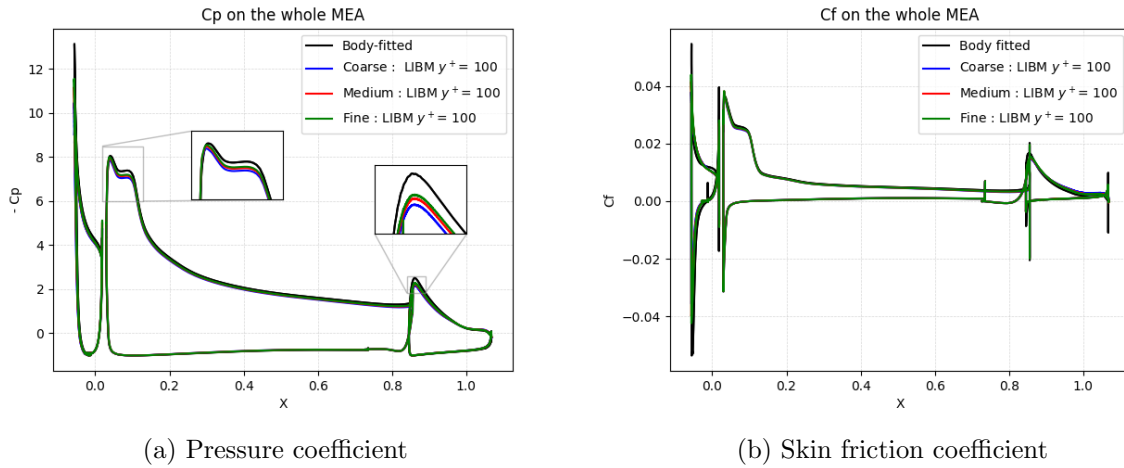 Cp on the whole MEA
Body-fitted
Coarse : LIBM y⁺= 100
Medium : LIBM y⁺= 100
Fine : LIBM y⁺= 100
- Cp
12
10
8
6
4
2
0
0.0 0.2 0.4 0.6 0.8 1.0
X
(a) Pressure coefficient
Cf on the whole MEA
Body fitted
Coarse : LIBM y⁺= 100
Medium : LIBM y⁺= 100
Fine : LIBM y⁺= 100
Cf
0.04
0.02
0.00
−0.02
−0.04
0.0 0.2 0.4 0.6 0.8 1.0
X
(b) Skin friction coefficient